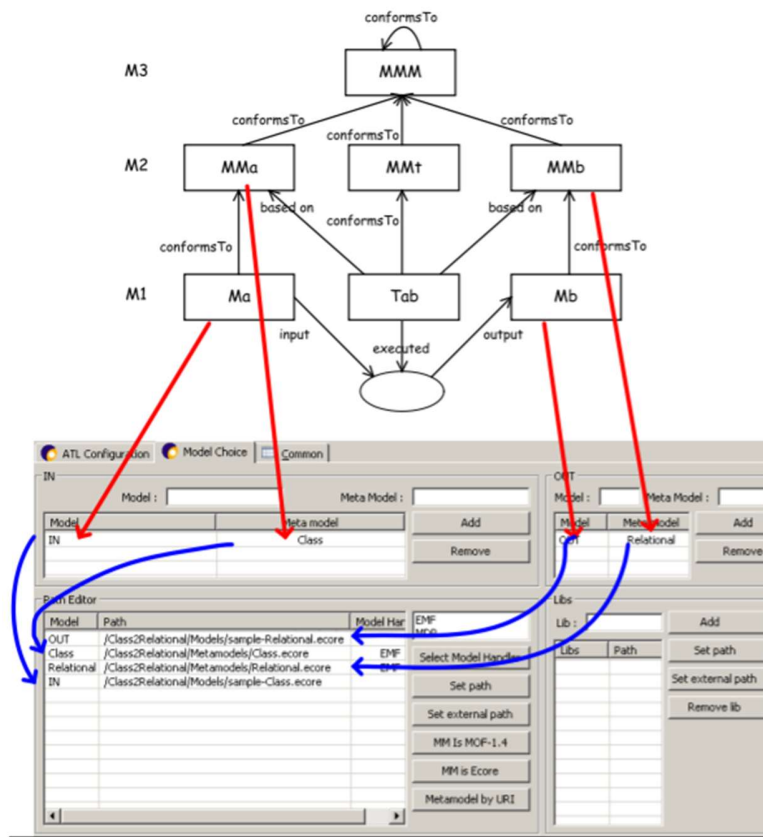 conformsTo
M3
MMM
conformsTo
conformsTo
conformsTo
M2
MMa
MMt
MMb
based on
conformsTo
based on
conformsTo
conformsTo
M1
Ma
Tab
Mb
input
executed
output
ATL Configuration
Model Choice
Common
IN
OUT
Model :
Meta Model :
Model :
Meta Model :
Model
Meta model
Add
Model
Meta Model
Add
IN
Class
Remove
OUT
Relational
Remove
Path Editor
Libs
Model
Path
Model Har
EMF
Lib :
Add
OUT
/Class2Relational/Models/sample-Relational.ecore
Class
/Class2Relational/Metamodels/Class.ecore
EMF
Select Model Handler
Libs
Path
Set path
Relational
/Class2Relational/Metamodels/Relational.ecore
EMF
IN
/Class2Relational/Models/sample-Class.ecore
Set path
Set external path
Set external path
Remove lib
MM Is MOF-1.4
MM is Ecore
Metamodel by URI